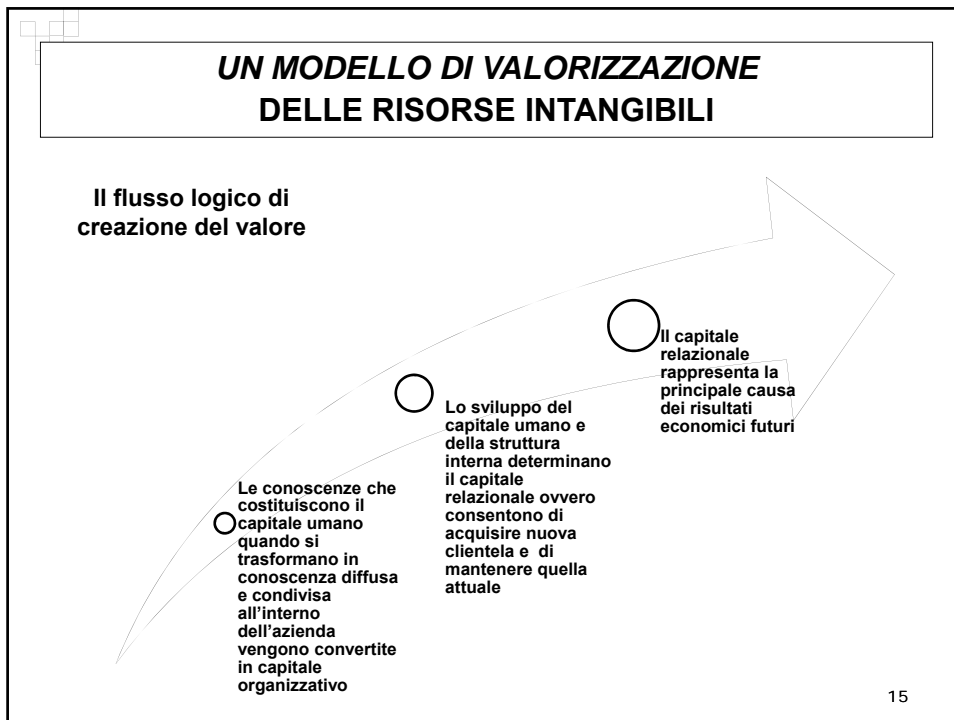 UN MODELLO DI VALORIZZAZIONE
DELLE RISORSE INTANGIBILI
Il flusso logico di
creazione del valore
Le conoscenze che
costituiscono il
capitale umano
quando si
trasformano in
conoscenza diffusa
e condivisa
all’interno
dell’azienda
vengono convertite
in capitale
organizzativo
Lo sviluppo del
capitale umano e
della struttura
interna determinano
il capitale
relazionale ovvero
consentono di
acquisire nuova
clientela e di
mantenere quella
attuale
Il capitale
relazionale
rappresenta la
principale causa
dei risultati
economici futuri
15